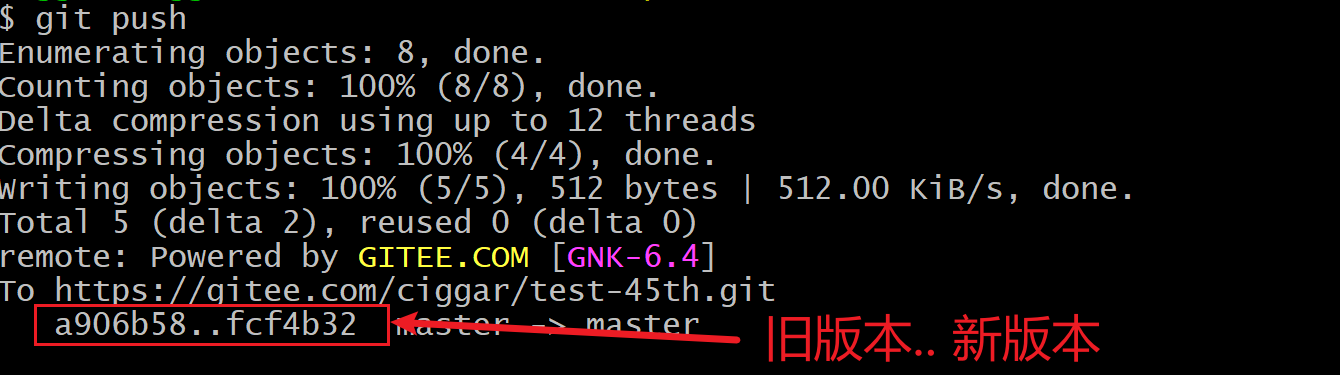 $ git push
Enumerating objects: 8, done.
Counting objects: 100% (8/8), done.
Delta compression using up to 12 threads
Compressing objects: 100% (4/4), done.
Writing objects: 100% (5/5), 512 bytes | 512.00 KiB/s, done.
Total 5 (delta 2), reused 0 (delta 0)
remote: Powered by GITEE.COM [GNK-6.4]
To https://gitee.com/ciggar/test-45th.git
a906b58..fcf4b32 master -> master
旧版本.. 新版本